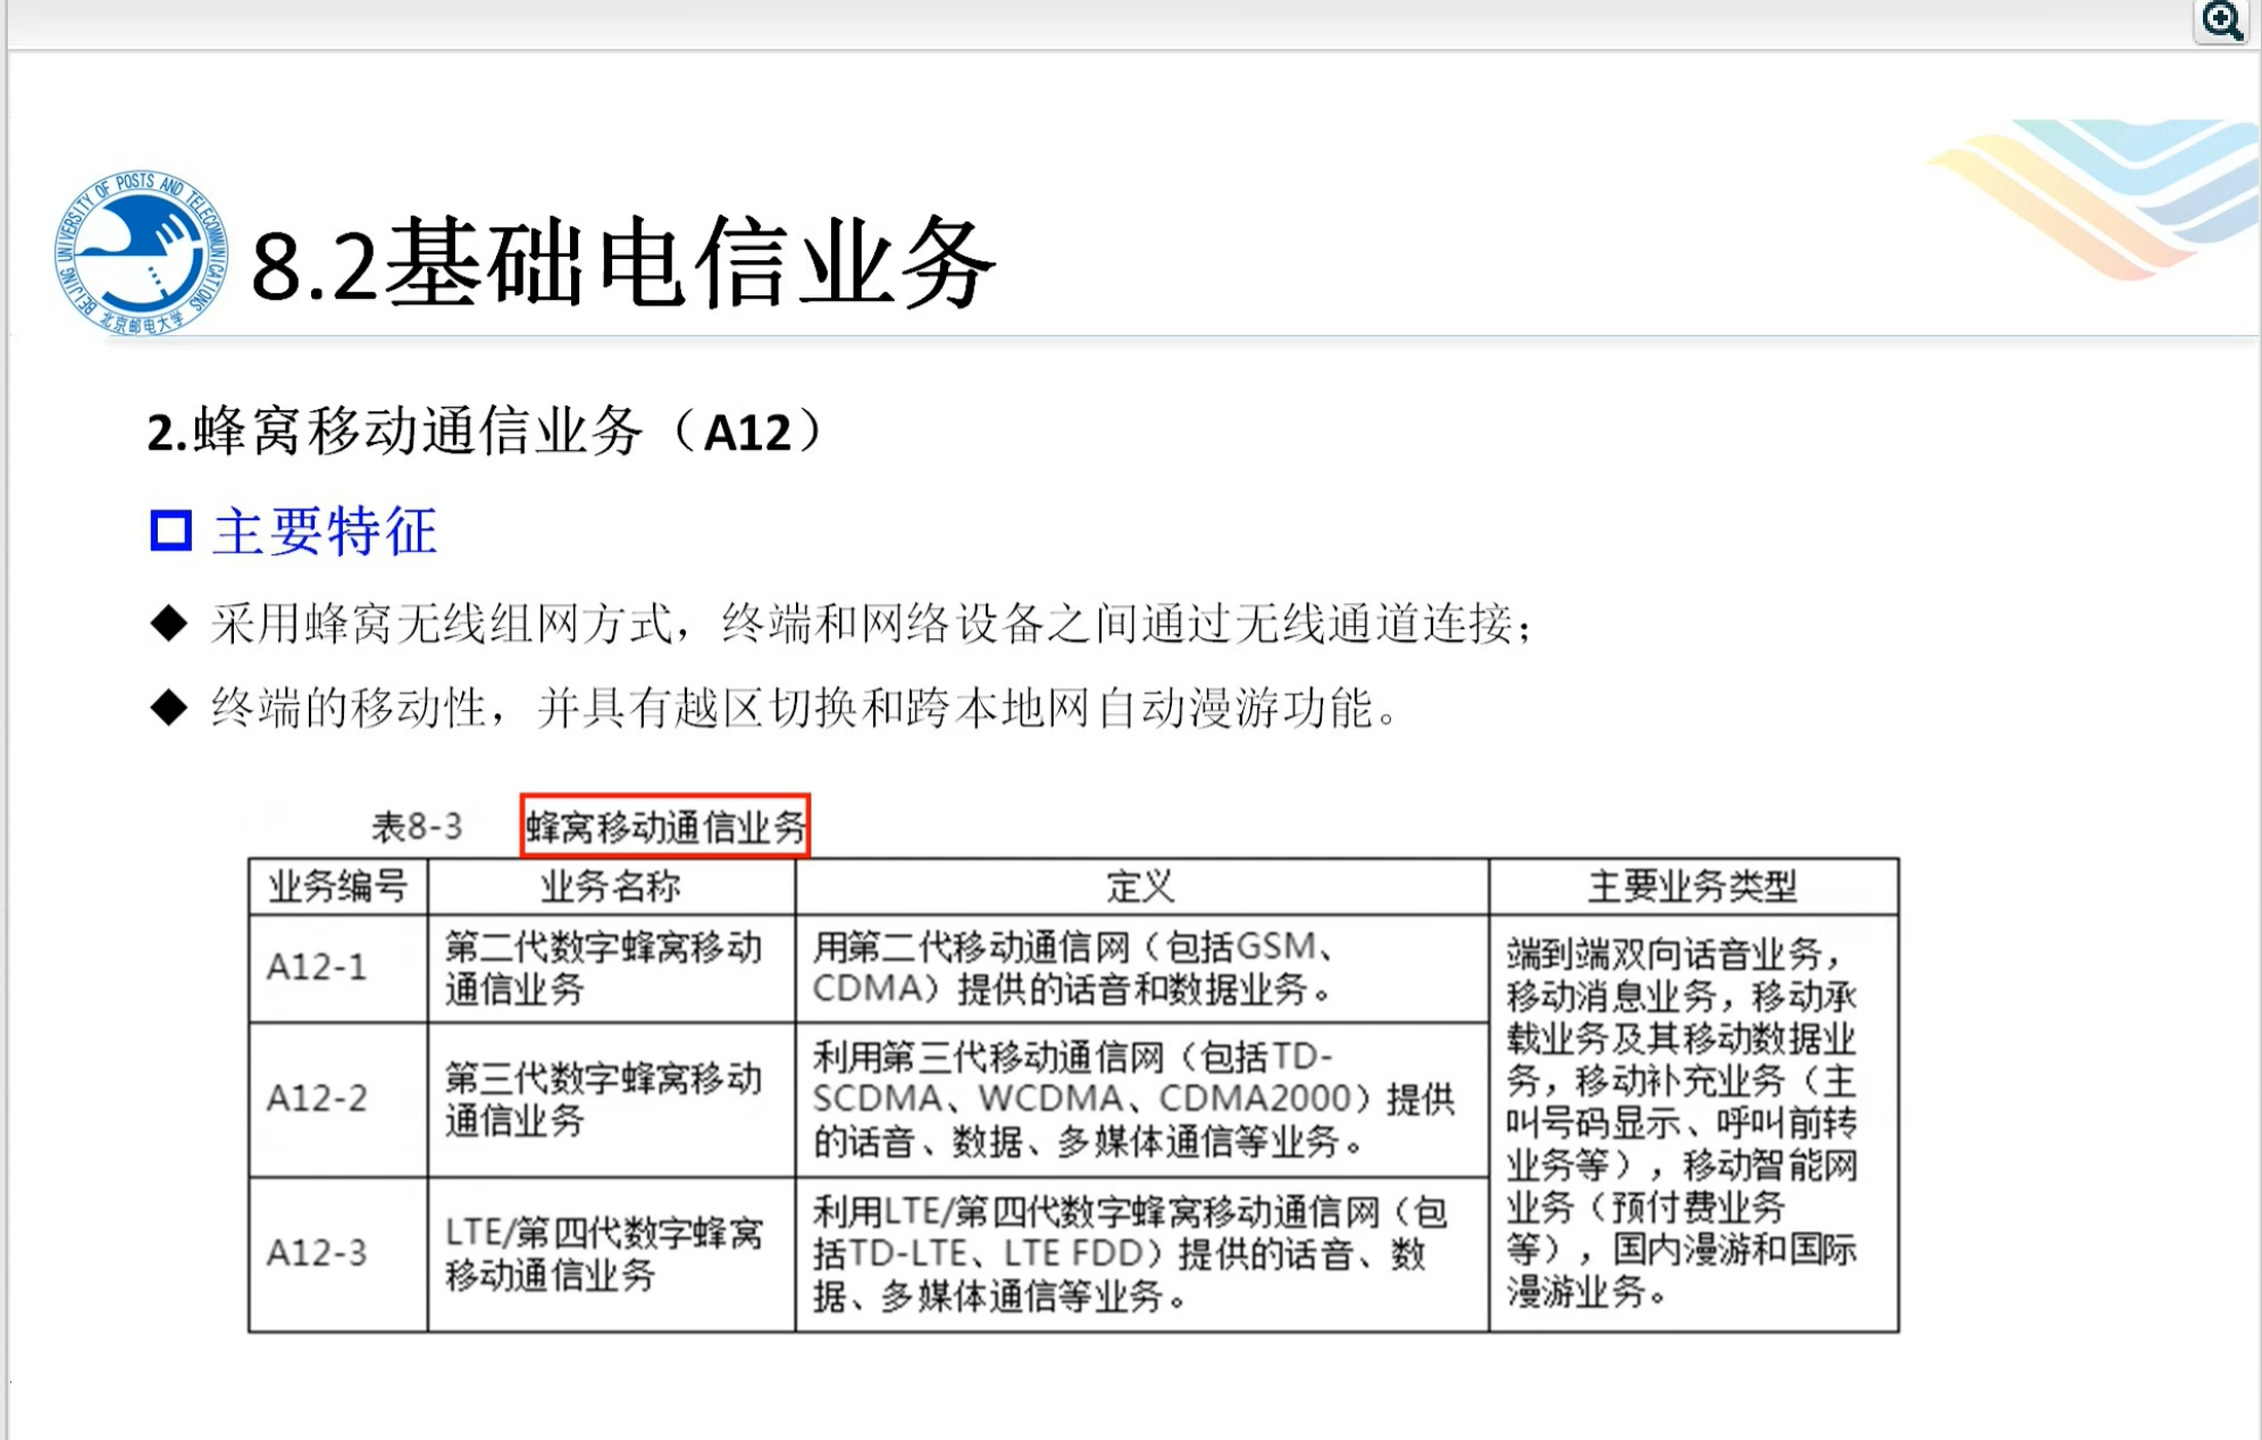 BEIJING UNIVERSITY OF POSTS AND TELECOMMUNICATIONS
北京邮电大学
8.2基础电信业务
2.蜂窝移动通信业务（A12）
主要特征
采用蜂窝无线组网方式，终端和网络设备之间通过无线通道连接；
终端的移动性，并具有越区切换和跨本地网自动漫游功能。
表8-3 蜂窝移动通信业务
业务编号 业务名称 定义 主要业务类型
A12-1
第二代数字蜂窝移动
通信业务
用第二代移动通信网（包括GSM、
CDMA）提供的话音和数据业务。
A12-2
第三代数字蜂窝移动
通信业务
利用第三代移动通信网（包括TD-
SCDMA、WCDMA、CDMA2000）提供
的话音、数据、多媒体通信等业务。
A12-3
LTE/第四代数字蜂窝
移动通信业务
利用LTE/第四代数字蜂窝移动通信网（包
括TD-LTE、LTE FDD）提供的话音、数
据、多媒体通信等业务。
端到端双向话音业务，
移动消息业务，移动承
载业务及其移动数据业
务，移动补充业务（主
叫号码显示、呼叫前转
业务等），移动智能网
业务（预付费业务
等），国内漫游和国际
漫游业务。